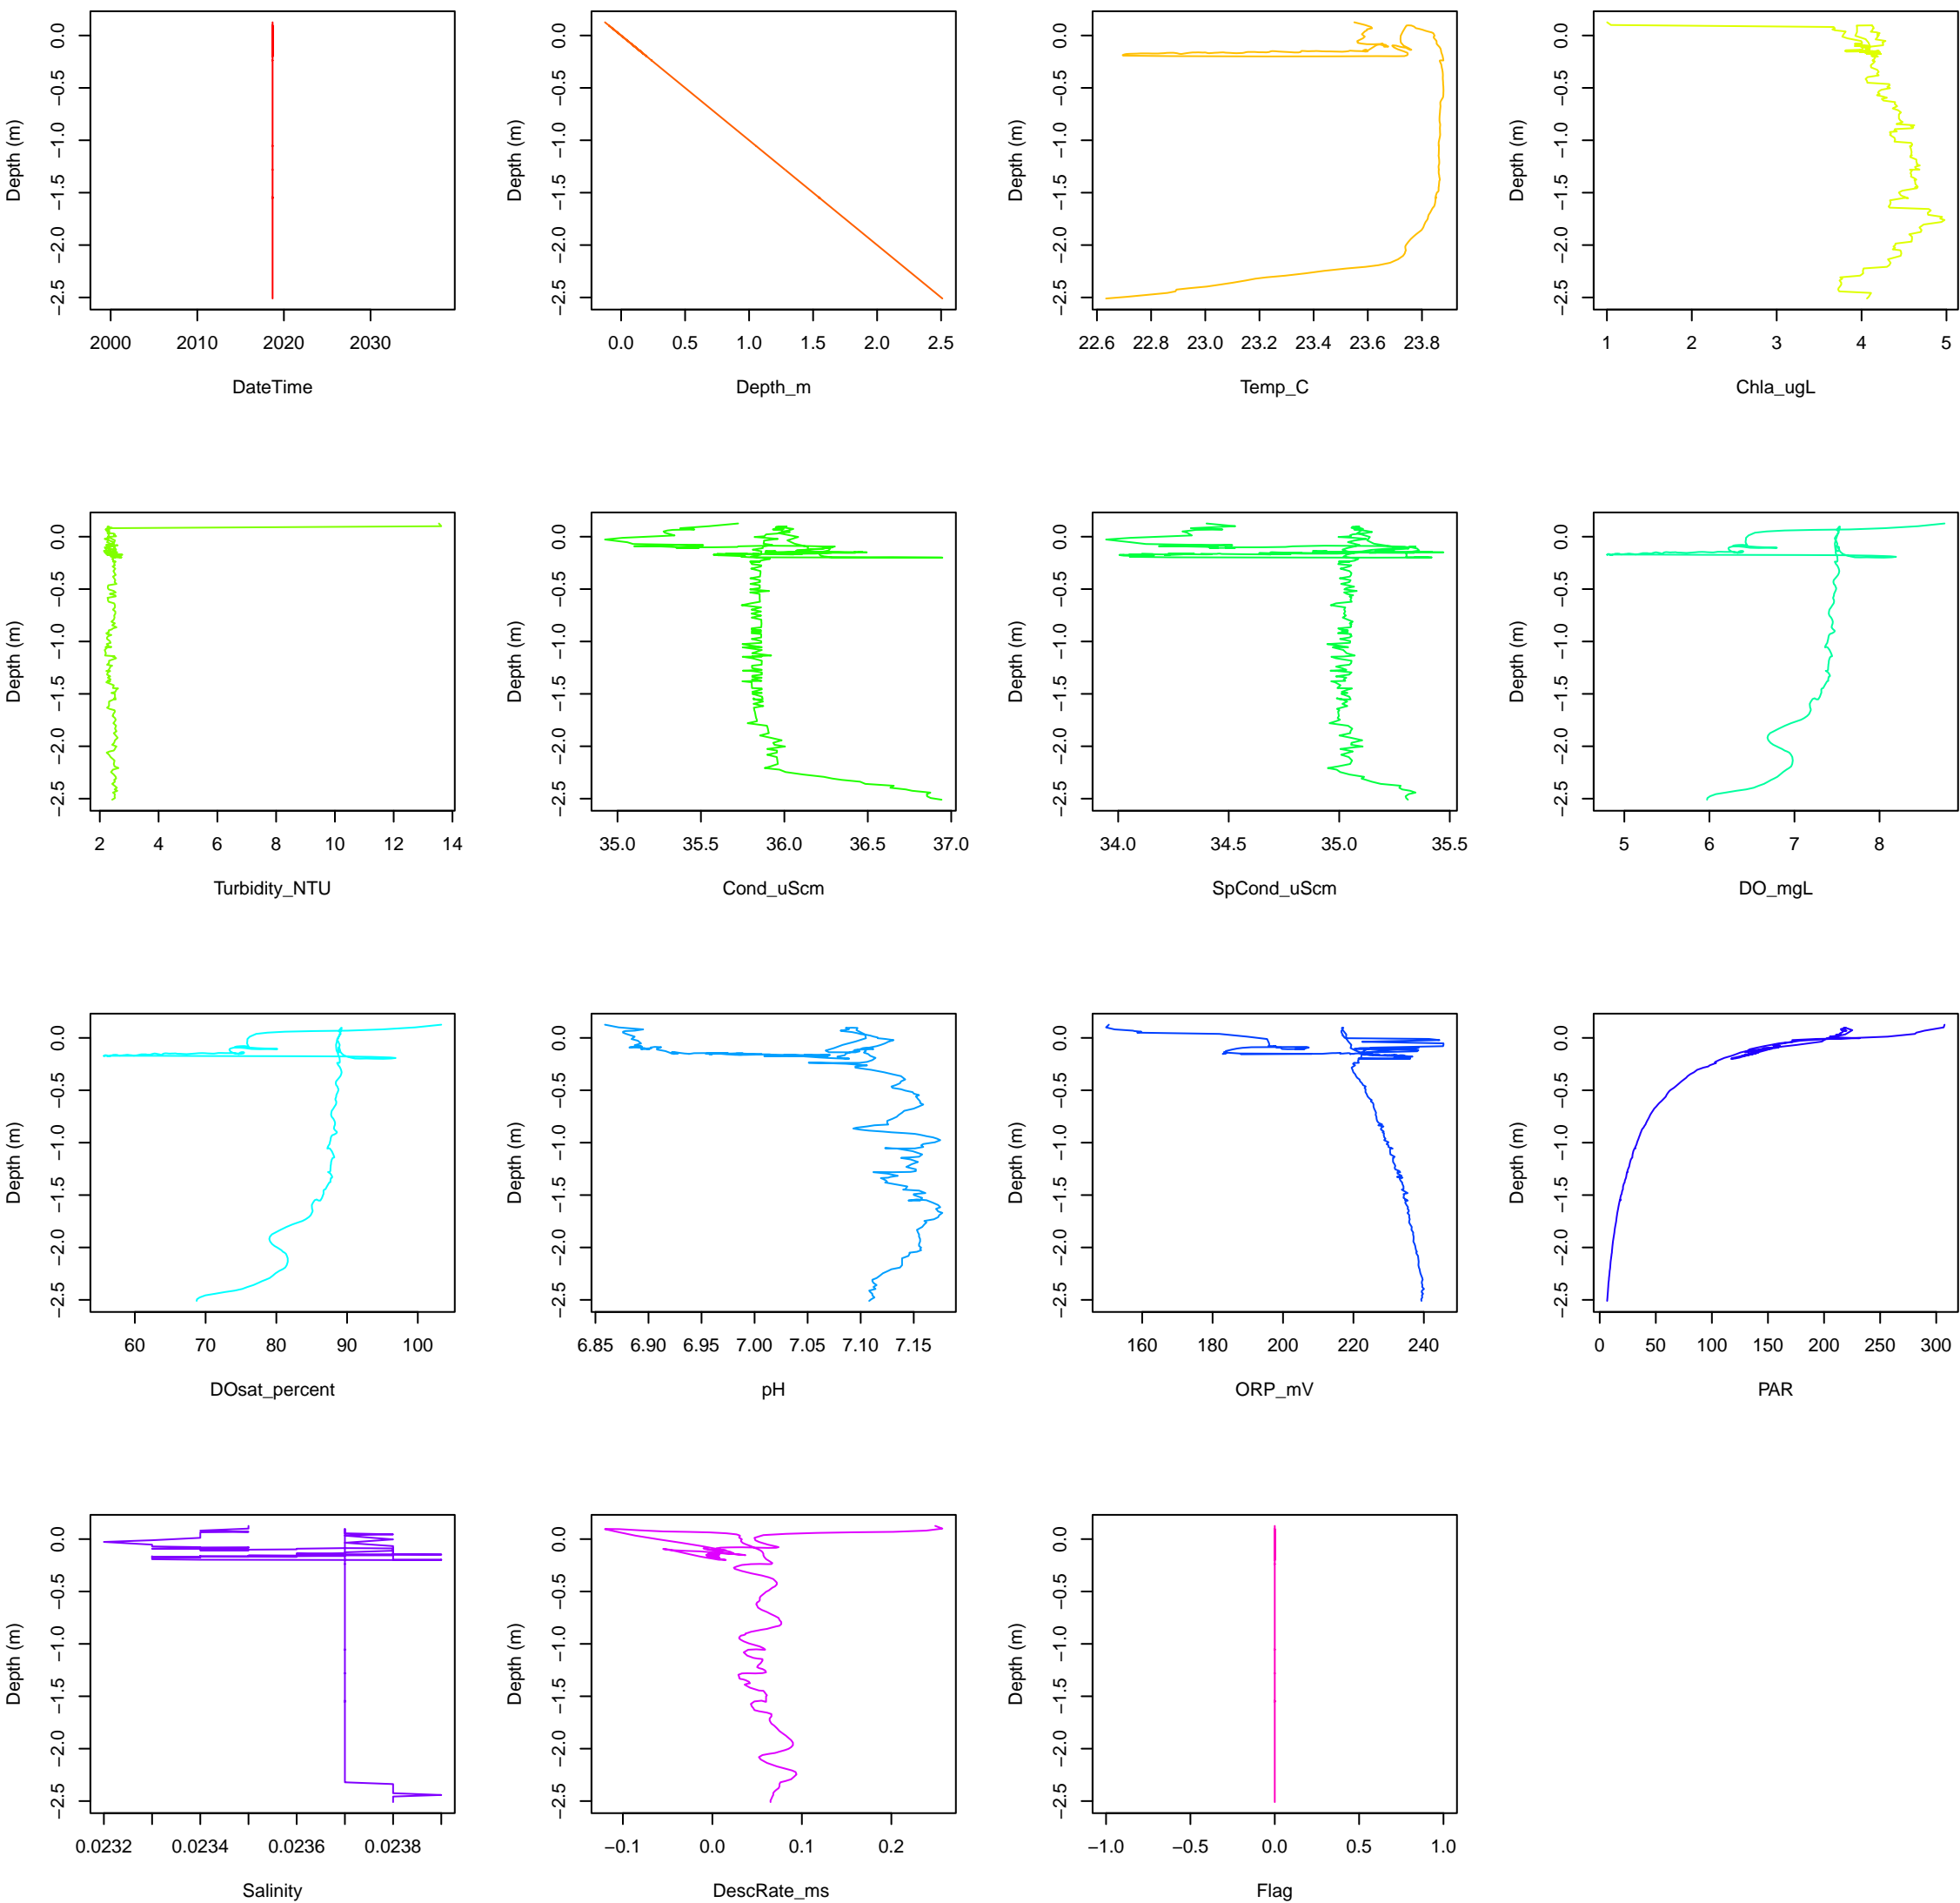 Depth (m)
0.0
−0.5
−1.0
−1.5
−2.0
−2.5
2000 2010 2020 2030
DateTime
Depth (m)
0.0
−0.5
−1.0
−1.5
−2.0
−2.5
0.0 0.5 1.0 1.5 2.0 2.5
Depth_m
Depth (m)
0.0
−0.5
−1.0
−1.5
−2.0
−2.5
22.6 22.8 23.0 23.2 23.4 23.6 23.8
Temp_C
Depth (m)
0.0
−0.5
−1.0
−1.5
−2.0
−2.5
1 2 3 4 5
Chla_ugL
Depth (m)
0.0
−0.5
−1.0
−1.5
−2.0
−2.5
2 4 6 8 10 12 14
Turbidity_NTU
Depth (m)
0.0
−0.5
−1.0
−1.5
−2.0
−2.5
35.0 35.5 36.0 36.5 37.0
Cond_uScm
Depth (m)
0.0
−0.5
−1.0
−1.5
−2.0
−2.5
34.0 34.5 35.0 35.5
SpCond_uScm
Depth (m)
0.0
−0.5
−1.0
−1.5
−2.0
−2.5
5 6 7 8
DO_mgL
Depth (m)
0.0
−0.5
−1.0
−1.5
−2.0
−2.5
60 70 80 90 100
DOsat_percent
Depth (m)
0.0
−0.5
−1.0
−1.5
−2.0
−2.5
6.85 6.90 6.95 7.00 7.05 7.10 7.15
pH
Depth (m)
0.0
−0.5
−1.0
−1.5
−2.0
−2.5
160 180 200 220 240
ORP_mV
Depth (m)
0.0
−0.5
−1.0
−1.5
−2.0
−2.5
0 50 100 150 200 250 300
PAR
Depth (m)
0.0
−0.5
−1.0
−1.5
−2.0
−2.5
0.0232 0.0234 0.0236 0.0238
Salinity
Depth (m)
0.0
−0.5
−1.0
−1.5
−2.0
−2.5
−0.1 0.0 0.1 0.2
DescRate_ms
Depth (m)
0.0
−0.5
−1.0
−1.5
−2.0
−2.5
−1.0 −0.5 0.0 0.5 1.0
Flag